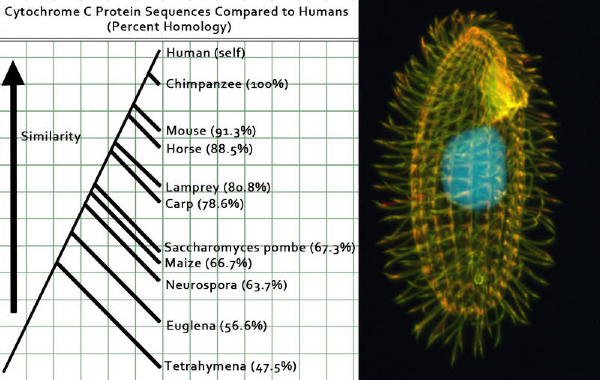 Cytochrome C Protein Sequences Compared to Humans
(Percent Homology)
Human (self)
Chimpanzee (100%)
Mouse (91.3%)
Similarity
Horse (88.5%)
Lamprey (80.8%)
Carp (78.6%)
Saccharomyces pombe (67.3%)
Maize (66.7%)
Neurospora (63.7%)
Euglena (56.6%)
Tetrahymena (47.5%)